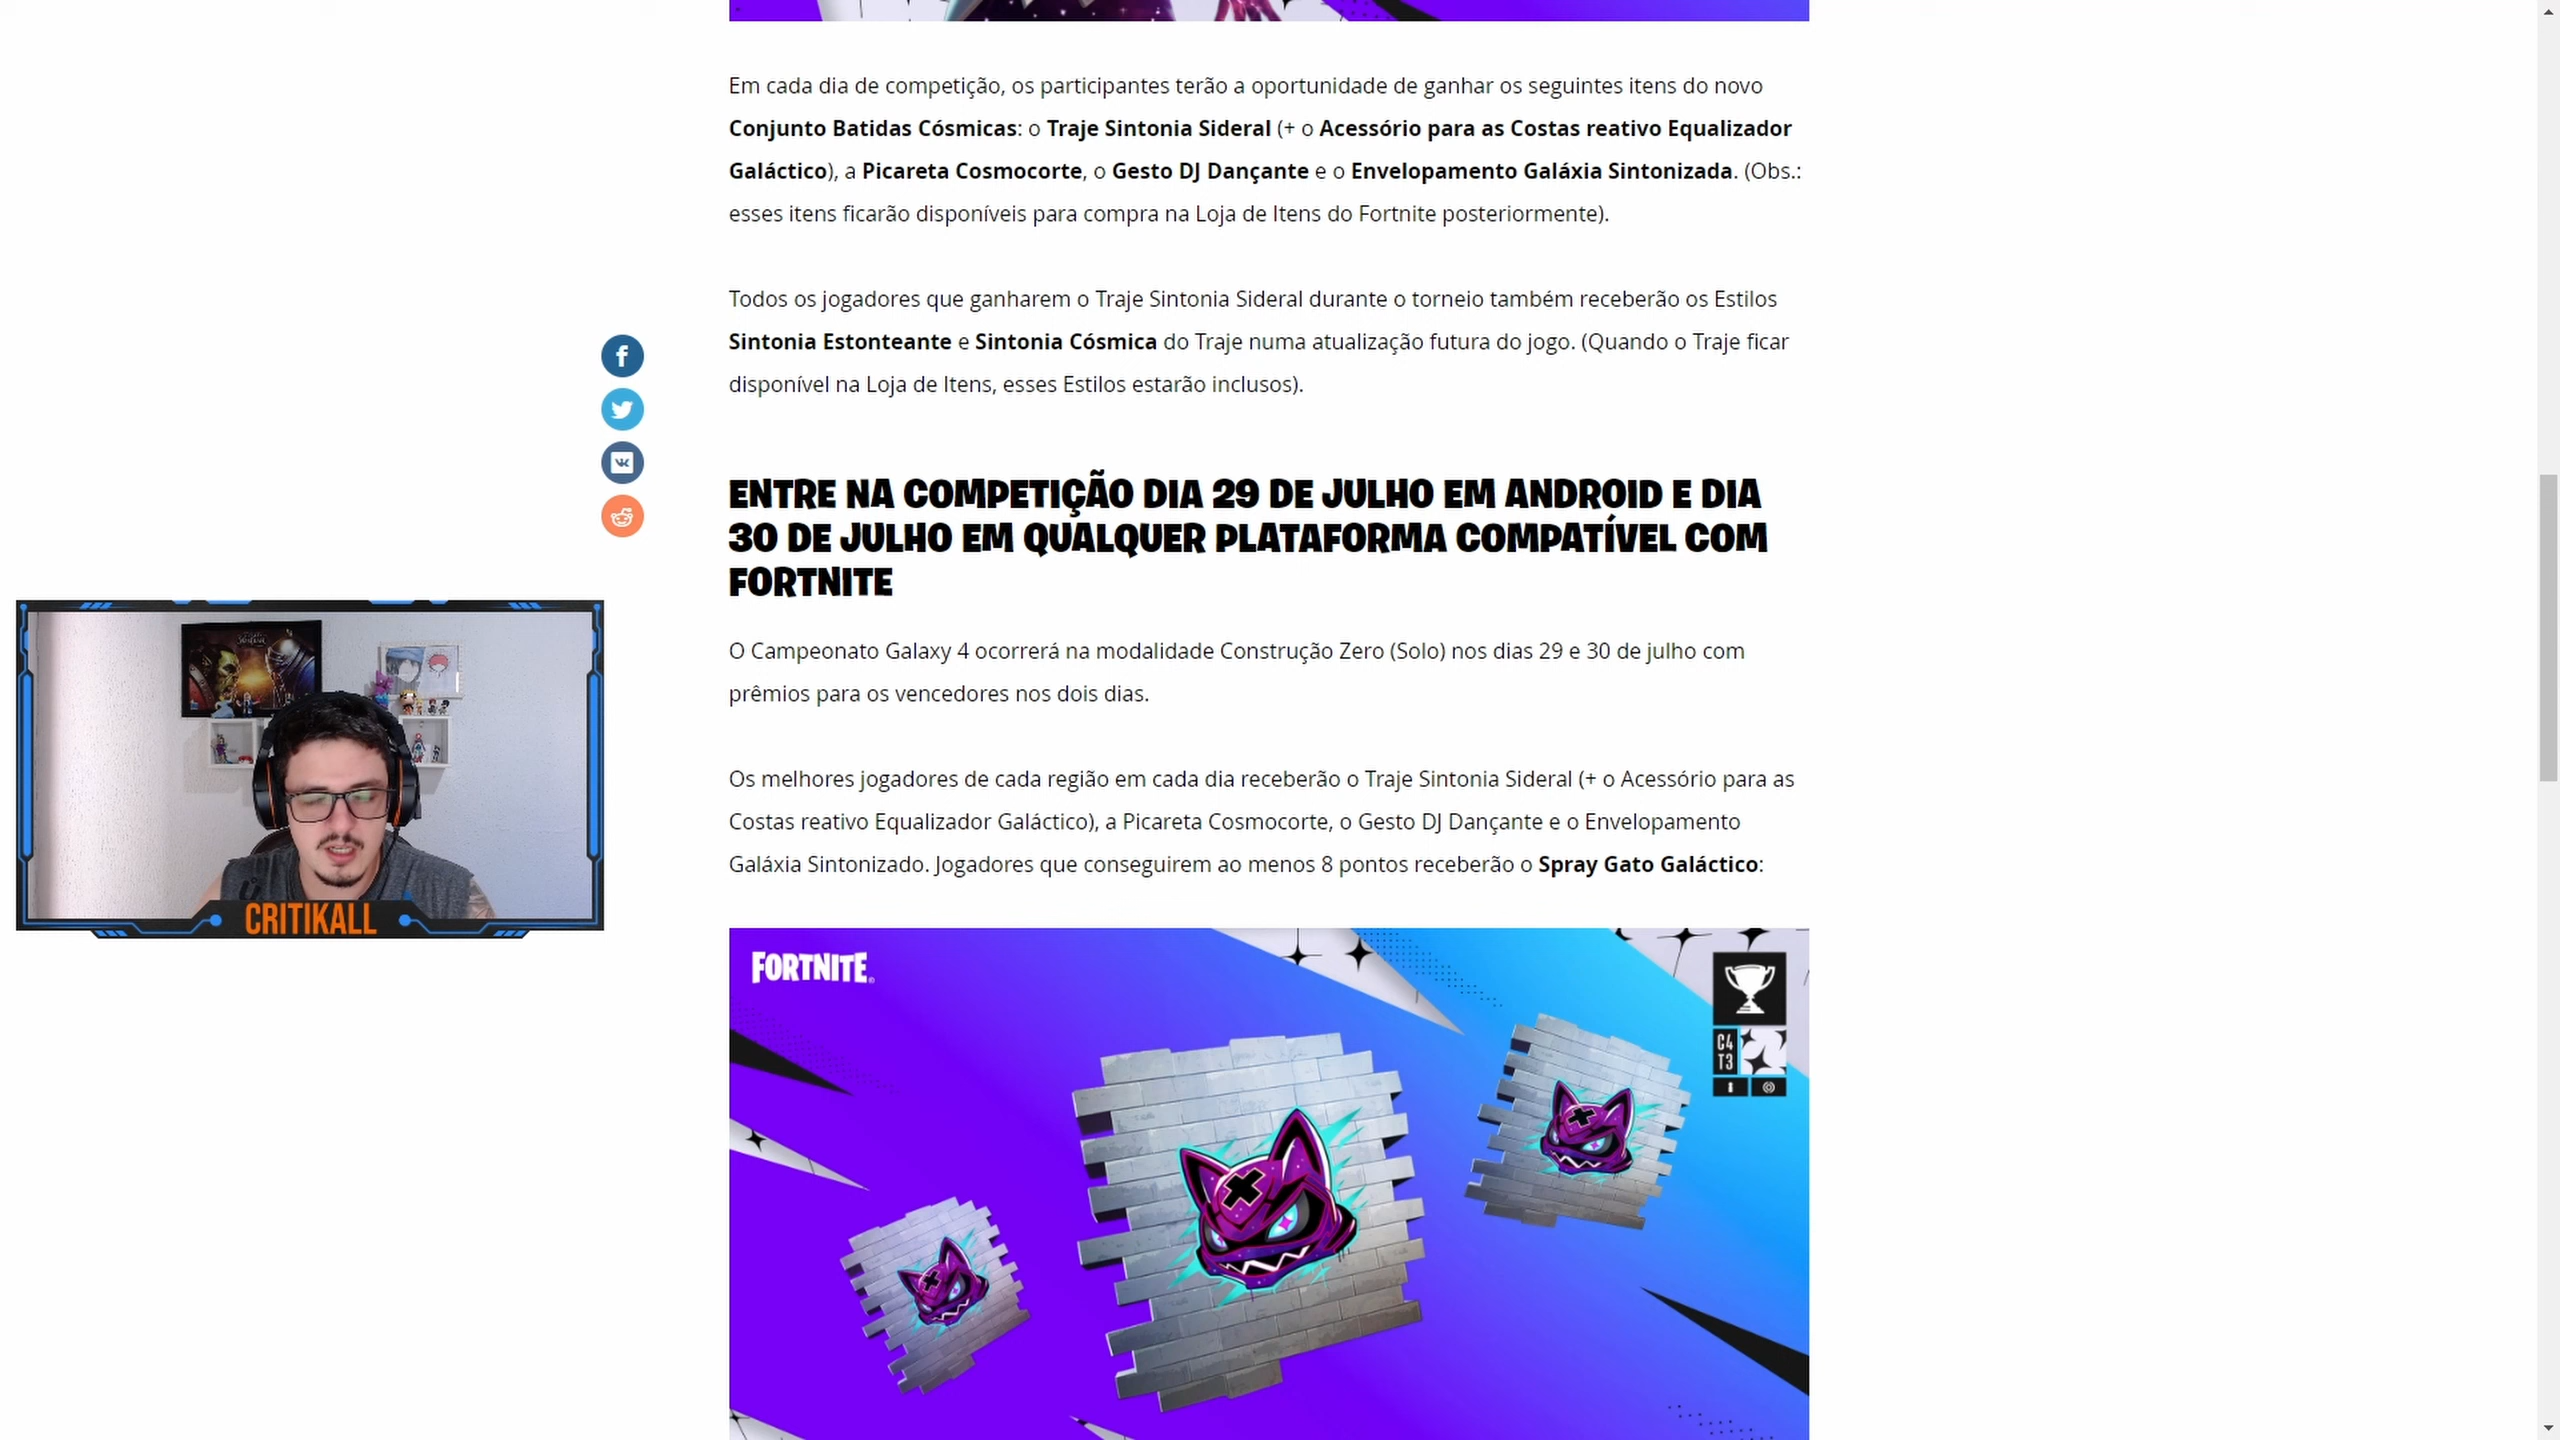 Em cada dia de competição, os participantes terão a oportunidade de ganhar os seguintes itens do novo
Conjunto Batidas Cósmicas: o Traje Sintonia Sideral (+ o Acessório para as Costas reativo Equalizador
Galáctico), a Picareta Cosmocorte, o Gesto DJ Dançante e o Envelopamento Galáxia Sintonizada. (Obs.:
esses itens ficarão disponíveis para compra na Loja de Itens do Fortnite posteriormente).
Todos os jogadores que ganharem o Traje Sintonia Sideral durante o torneio também receberão os Estilos
Sintonia Estonteante e Sintonia Cósmica do Traje numa atualização futura do jogo. (Quando o Traje ficar
disponível na Loja de Itens, esses Estilos estarão inclusos).
ENTRE NA COMPETIÇÃO DIA 29 DE JULHO EM ANDROID E DIA
30 DE JULHO EM QUALQUER PLATAFORMA COMPATÍVEL COM
FORTNITE
O Campeonato Galaxy 4 ocorrerá na modalidade Construção Zero (Solo) nos dias 29 e 30 de julho com
prêmios para os vencedores nos dois dias.
Os melhores jogadores de cada região em cada dia receberão o Traje Sintonia Sideral (+ o Acessório para as
Costas reativo Equalizador Galáctico), a Picareta Cosmocorte, o Gesto DJ Dançante e o Envelopamento
Galáxia Sintonizado. Jogadores que conseguirem ao menos 8 pontos receberão o Spray Gato Galáctico:
CRITIKALL
FORTNITE
C4
T3